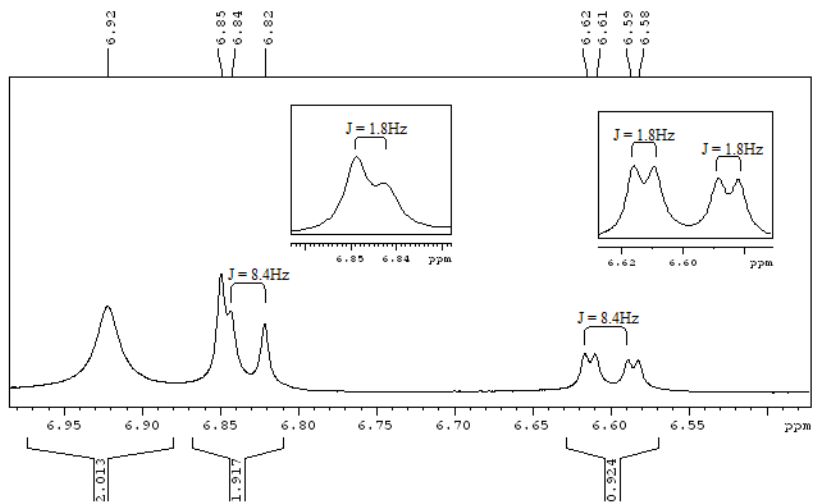 6.92 6.85 6.84 6.82 6.62 6.61 6.59 6.58
J = 1.8Hz
6.85 6.84 ppm
J = 1.8Hz
J = 1.8Hz
6.62 6.60 ppm
J = 8.4Hz
J = 8.4Hz
6.95 6.90 6.85 6.80 6.75 6.70 6.65 6.60 6.55 ppm
2.013 1.917 0.924